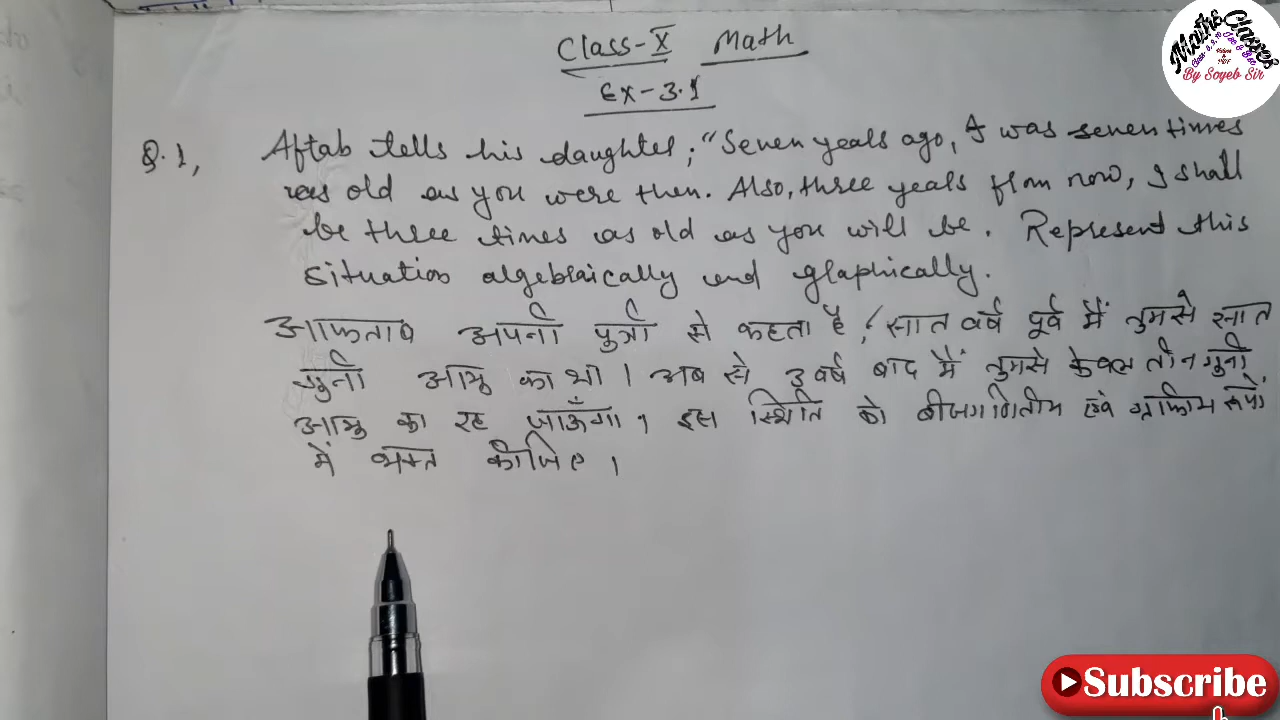 Class-X Math
Ex-3.1
Q.1, Aftab tells his daughter; "Seven years ago, I was seven times
as old as you were then. Also, three years from now, I shall
be three times as old as you will be. Represent this
situation algebraically and graphically.
आफताब अपनी पुत्री से कहता है, 'सात वर्ष पूर्व मैं तुमसे सात
गुनी आयु का था। अब से 3 वर्ष बाद मैं तुमसे केवल तीन गुनी
आयु का रह जाऊँगा। इस स्थिति को बीजगणितीय एवं ग्राफिय रूपों
में व्यक्त कीजिए।
Maths Classes
By Soyeb Sir
Subscribe